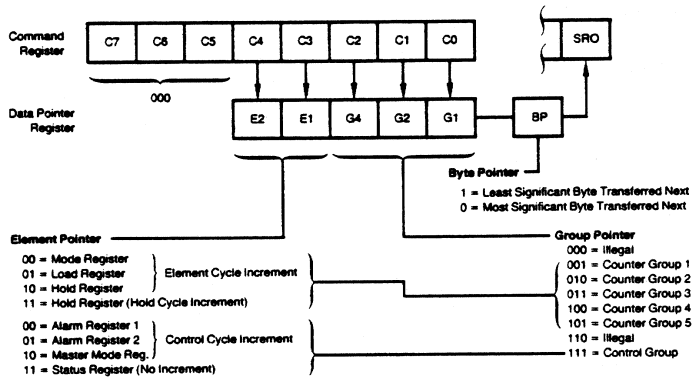 Command Register
C7 C6 C5 C4 C3 C2 C1 C0
SRO
000
Data Pointer Register
E2 E1 G4 G2 G1
BP
Byte Pointer
1 = Least Significant Byte Transferred Next
0 = Most Significant Byte Transferred Next
Element Pointer
00 = Mode Register
01 = Load Register
10 = Hold Register
Element Cycle Increment
11 = Hold Register (Hold Cycle Increment)
00 = Alarm Register 1
01 = Alarm Register 2
10 = Master Mode Reg.
Control Cycle Increment
11 = Status Register (No Increment)
Group Pointer
000 = Illegal
001 = Counter Group 1
010 = Counter Group 2
011 = Counter Group 3
100 = Counter Group 4
101 = Counter Group 5
110 = Illegal
111 = Control Group